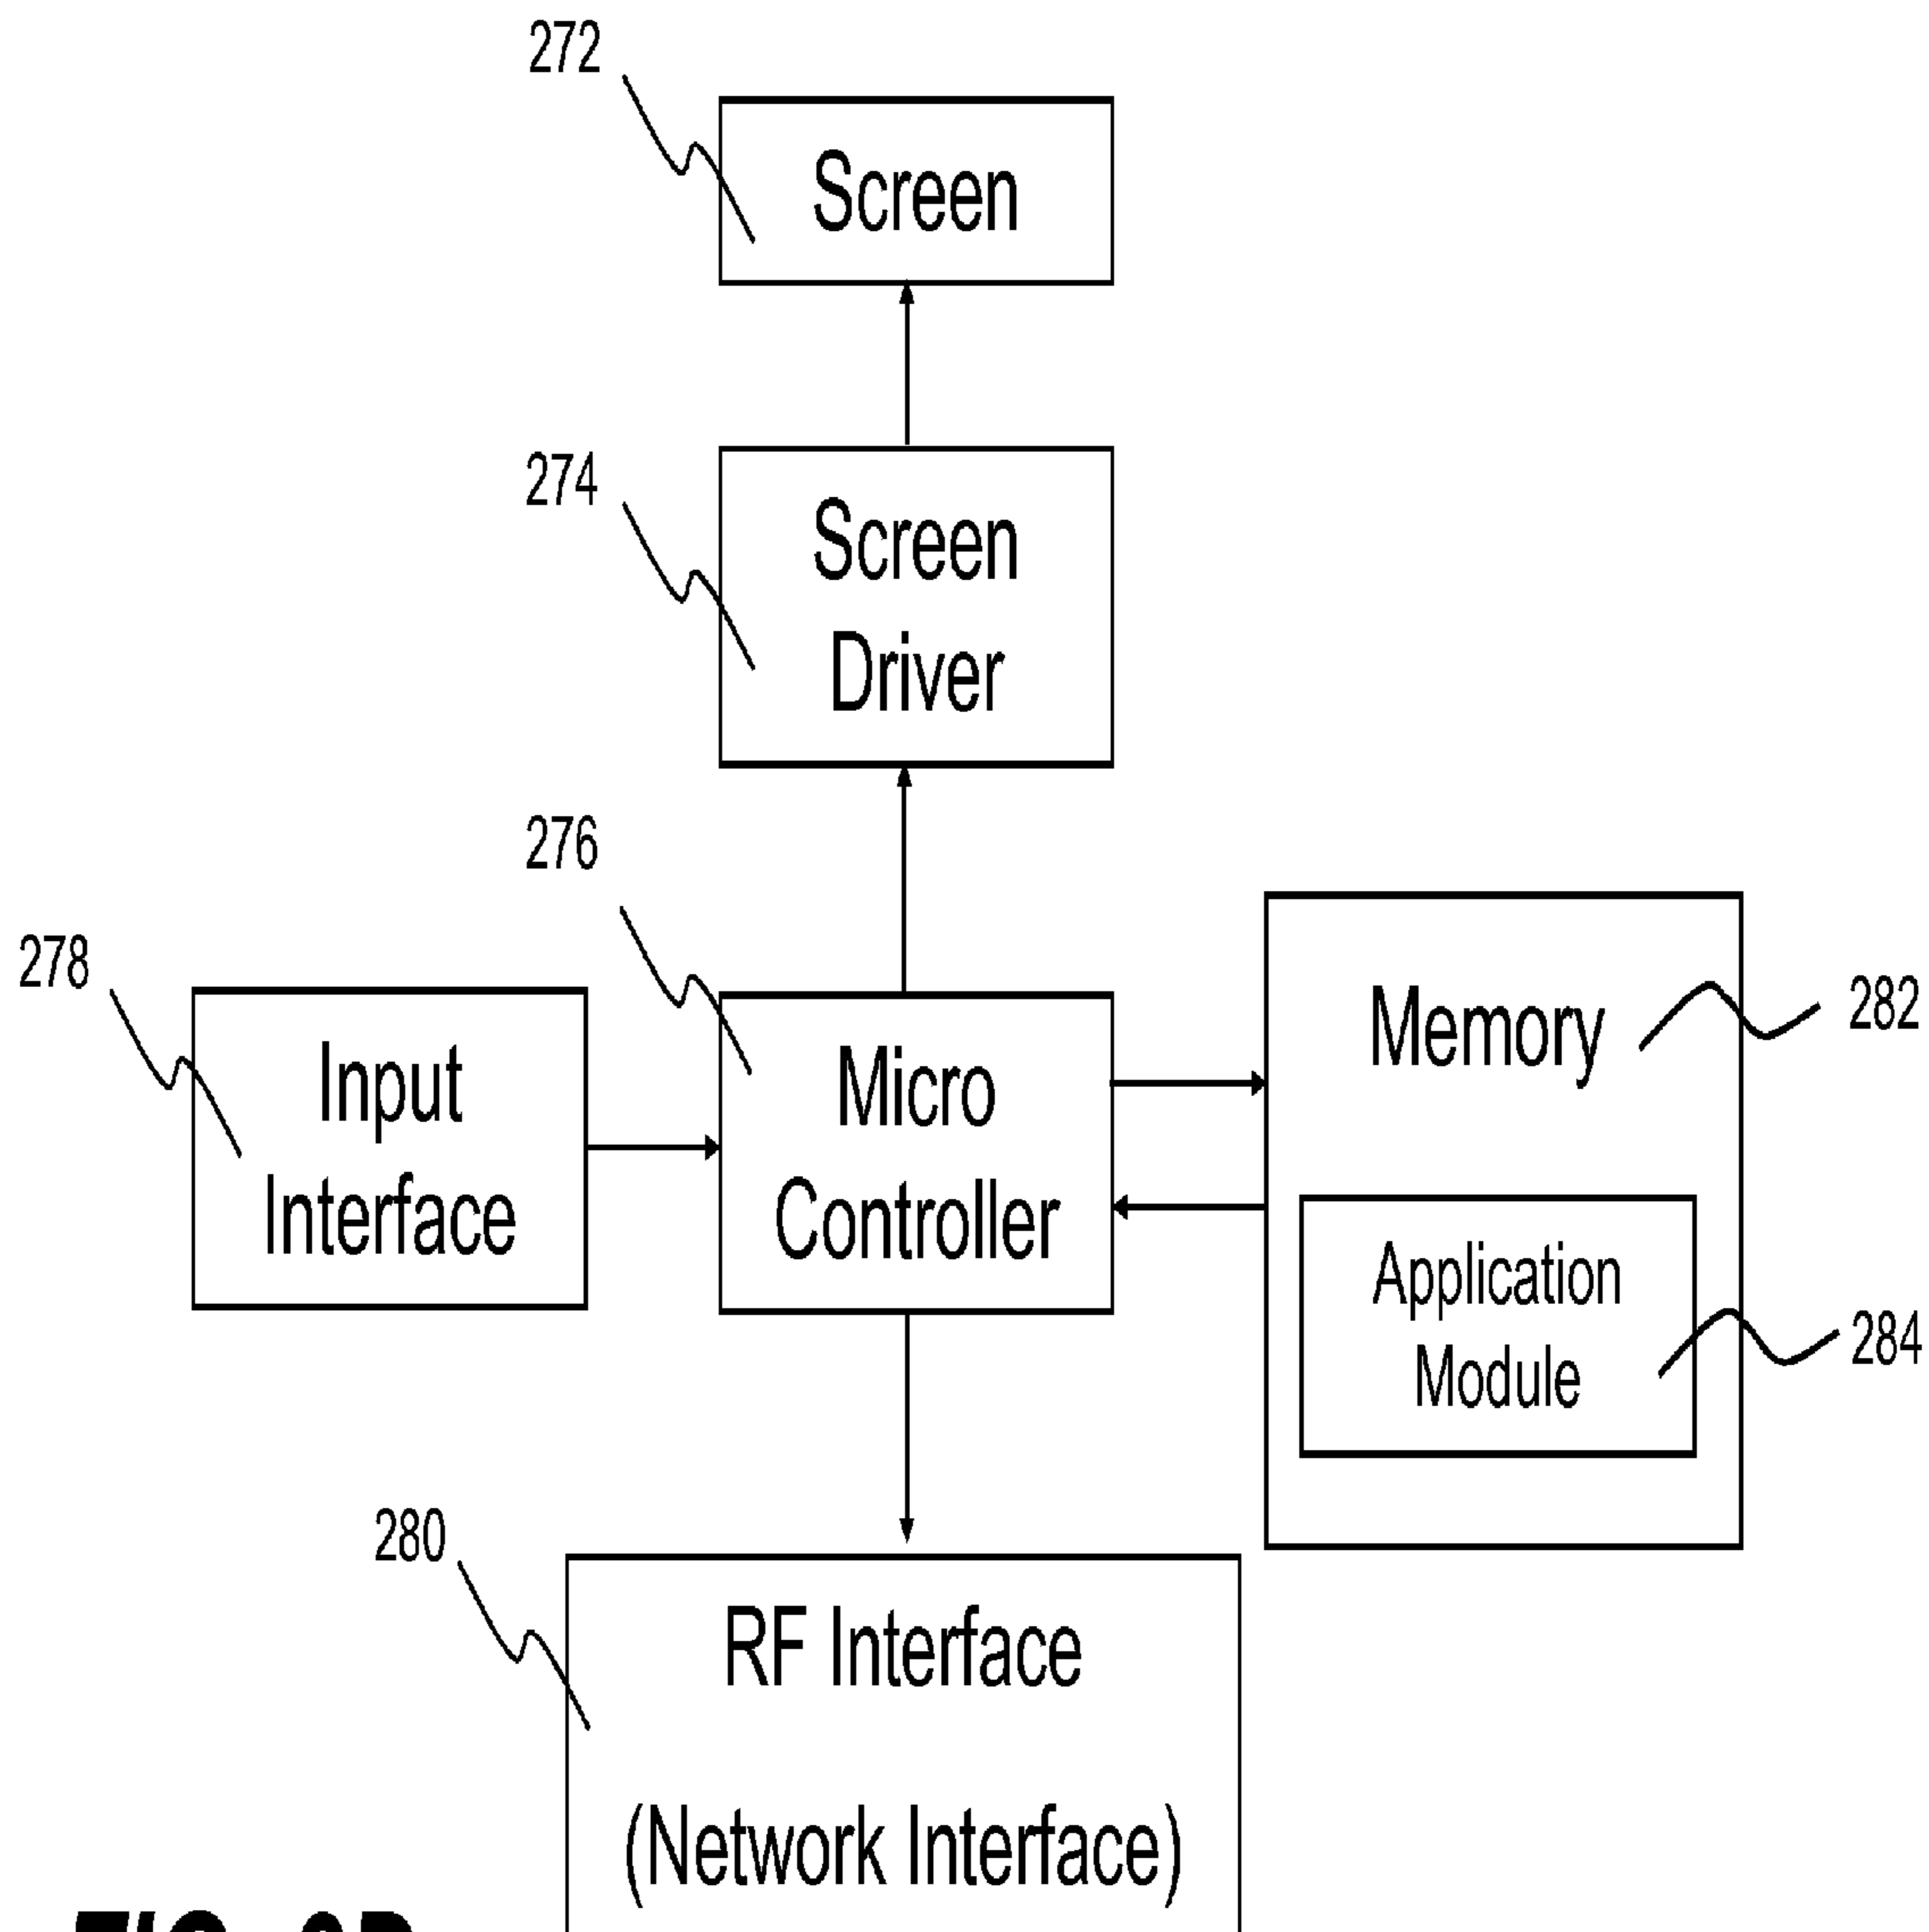 272
Screen
274
Screen
Driver
276
278
Input
Interface
Micro
Controller
Memory
282
Application
Module
284
280
RF Interface
(Network Interface)